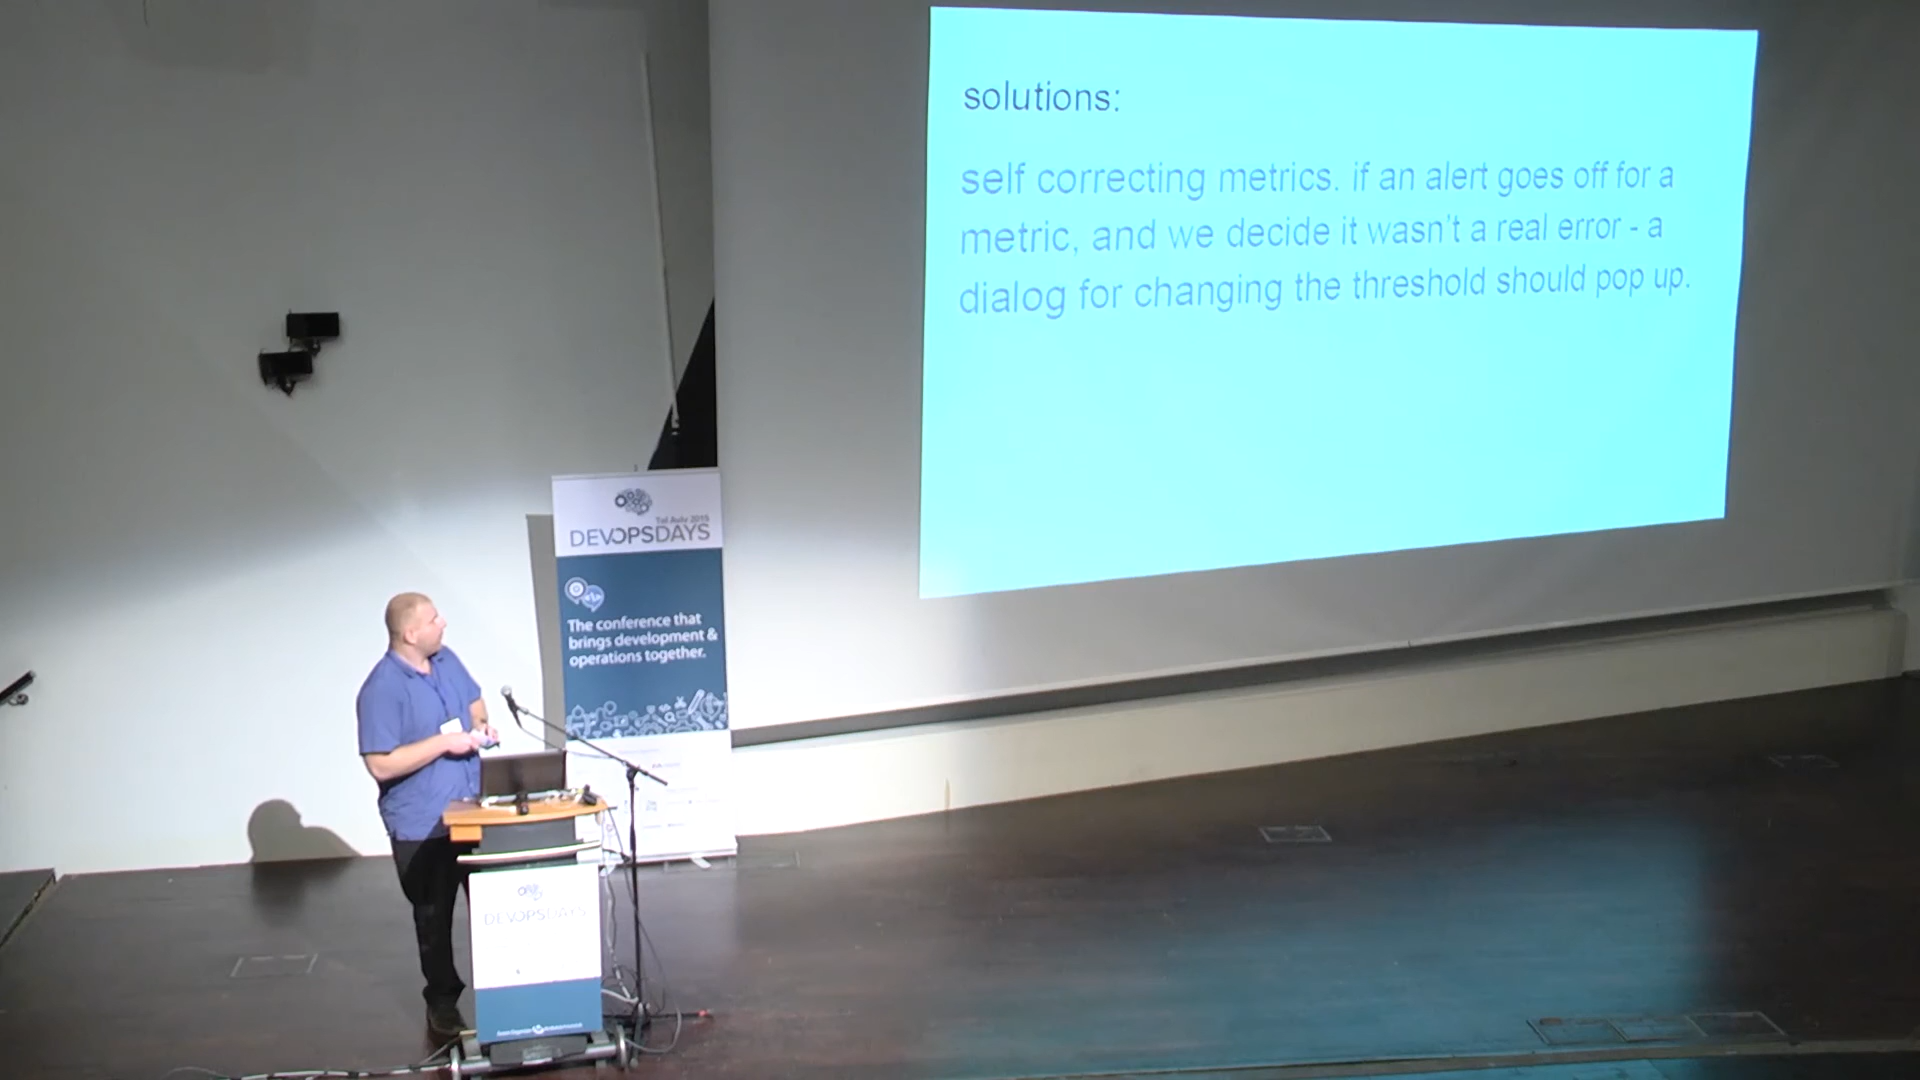 solutions:
self correcting metrics. if an alert goes off for a
metric, and we decide it wasn't a real error - a
dialog for changing the threshold should pop up.
Tel Aviv 2015
DEVOPSDAYS
The conference that
brings development &
operations together.
DEVOPSDAYS